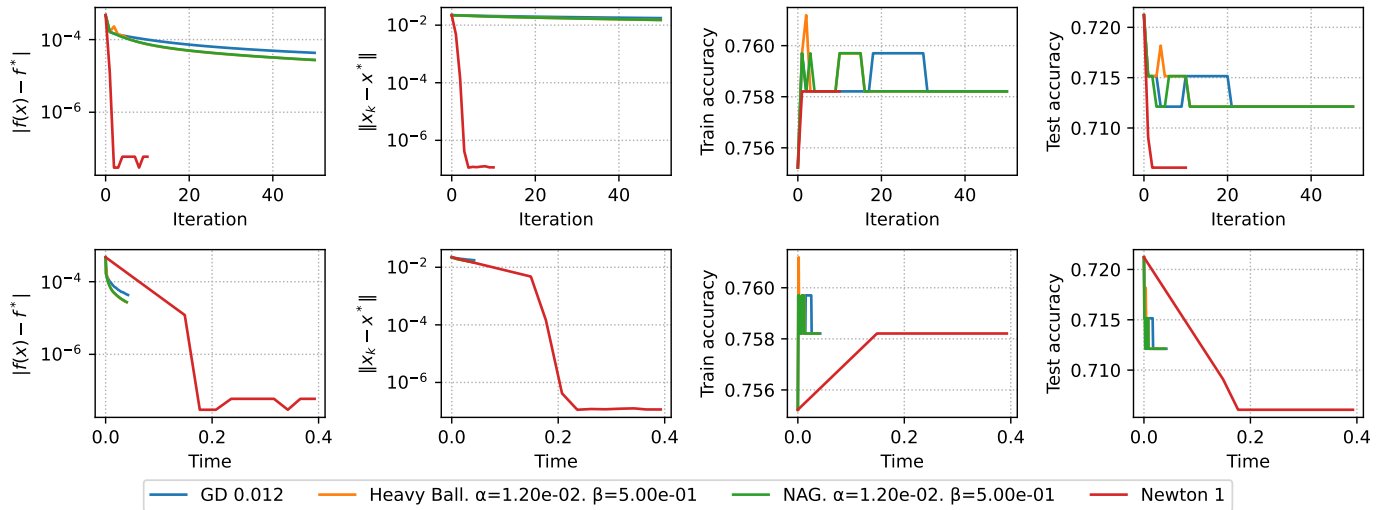 |f(x) − f*|
10⁻⁴
10⁻⁶
0 20 40
Iteration
‖xₖ − x*‖
10⁻²
10⁻⁴
10⁻⁶
0 20 40
Iteration
Train accuracy
0.760
0.758
0.756
0 20 40
Iteration
Test accuracy
0.720
0.715
0.710
0 20 40
Iteration
|f(x) − f*|
10⁻⁴
10⁻⁶
0.0 0.2 0.4
Time
‖xₖ − x*‖
10⁻²
10⁻⁴
10⁻⁶
0.0 0.2 0.4
Time
Train accuracy
0.760
0.758
0.756
0.0 0.2 0.4
Time
Test accuracy
0.720
0.715
0.710
0.0 0.2 0.4
Time
GD 0.012 Heavy Ball. α=1.20e-02. β=5.00e-01 NAG. α=1.20e-02. β=5.00e-01 Newton 1